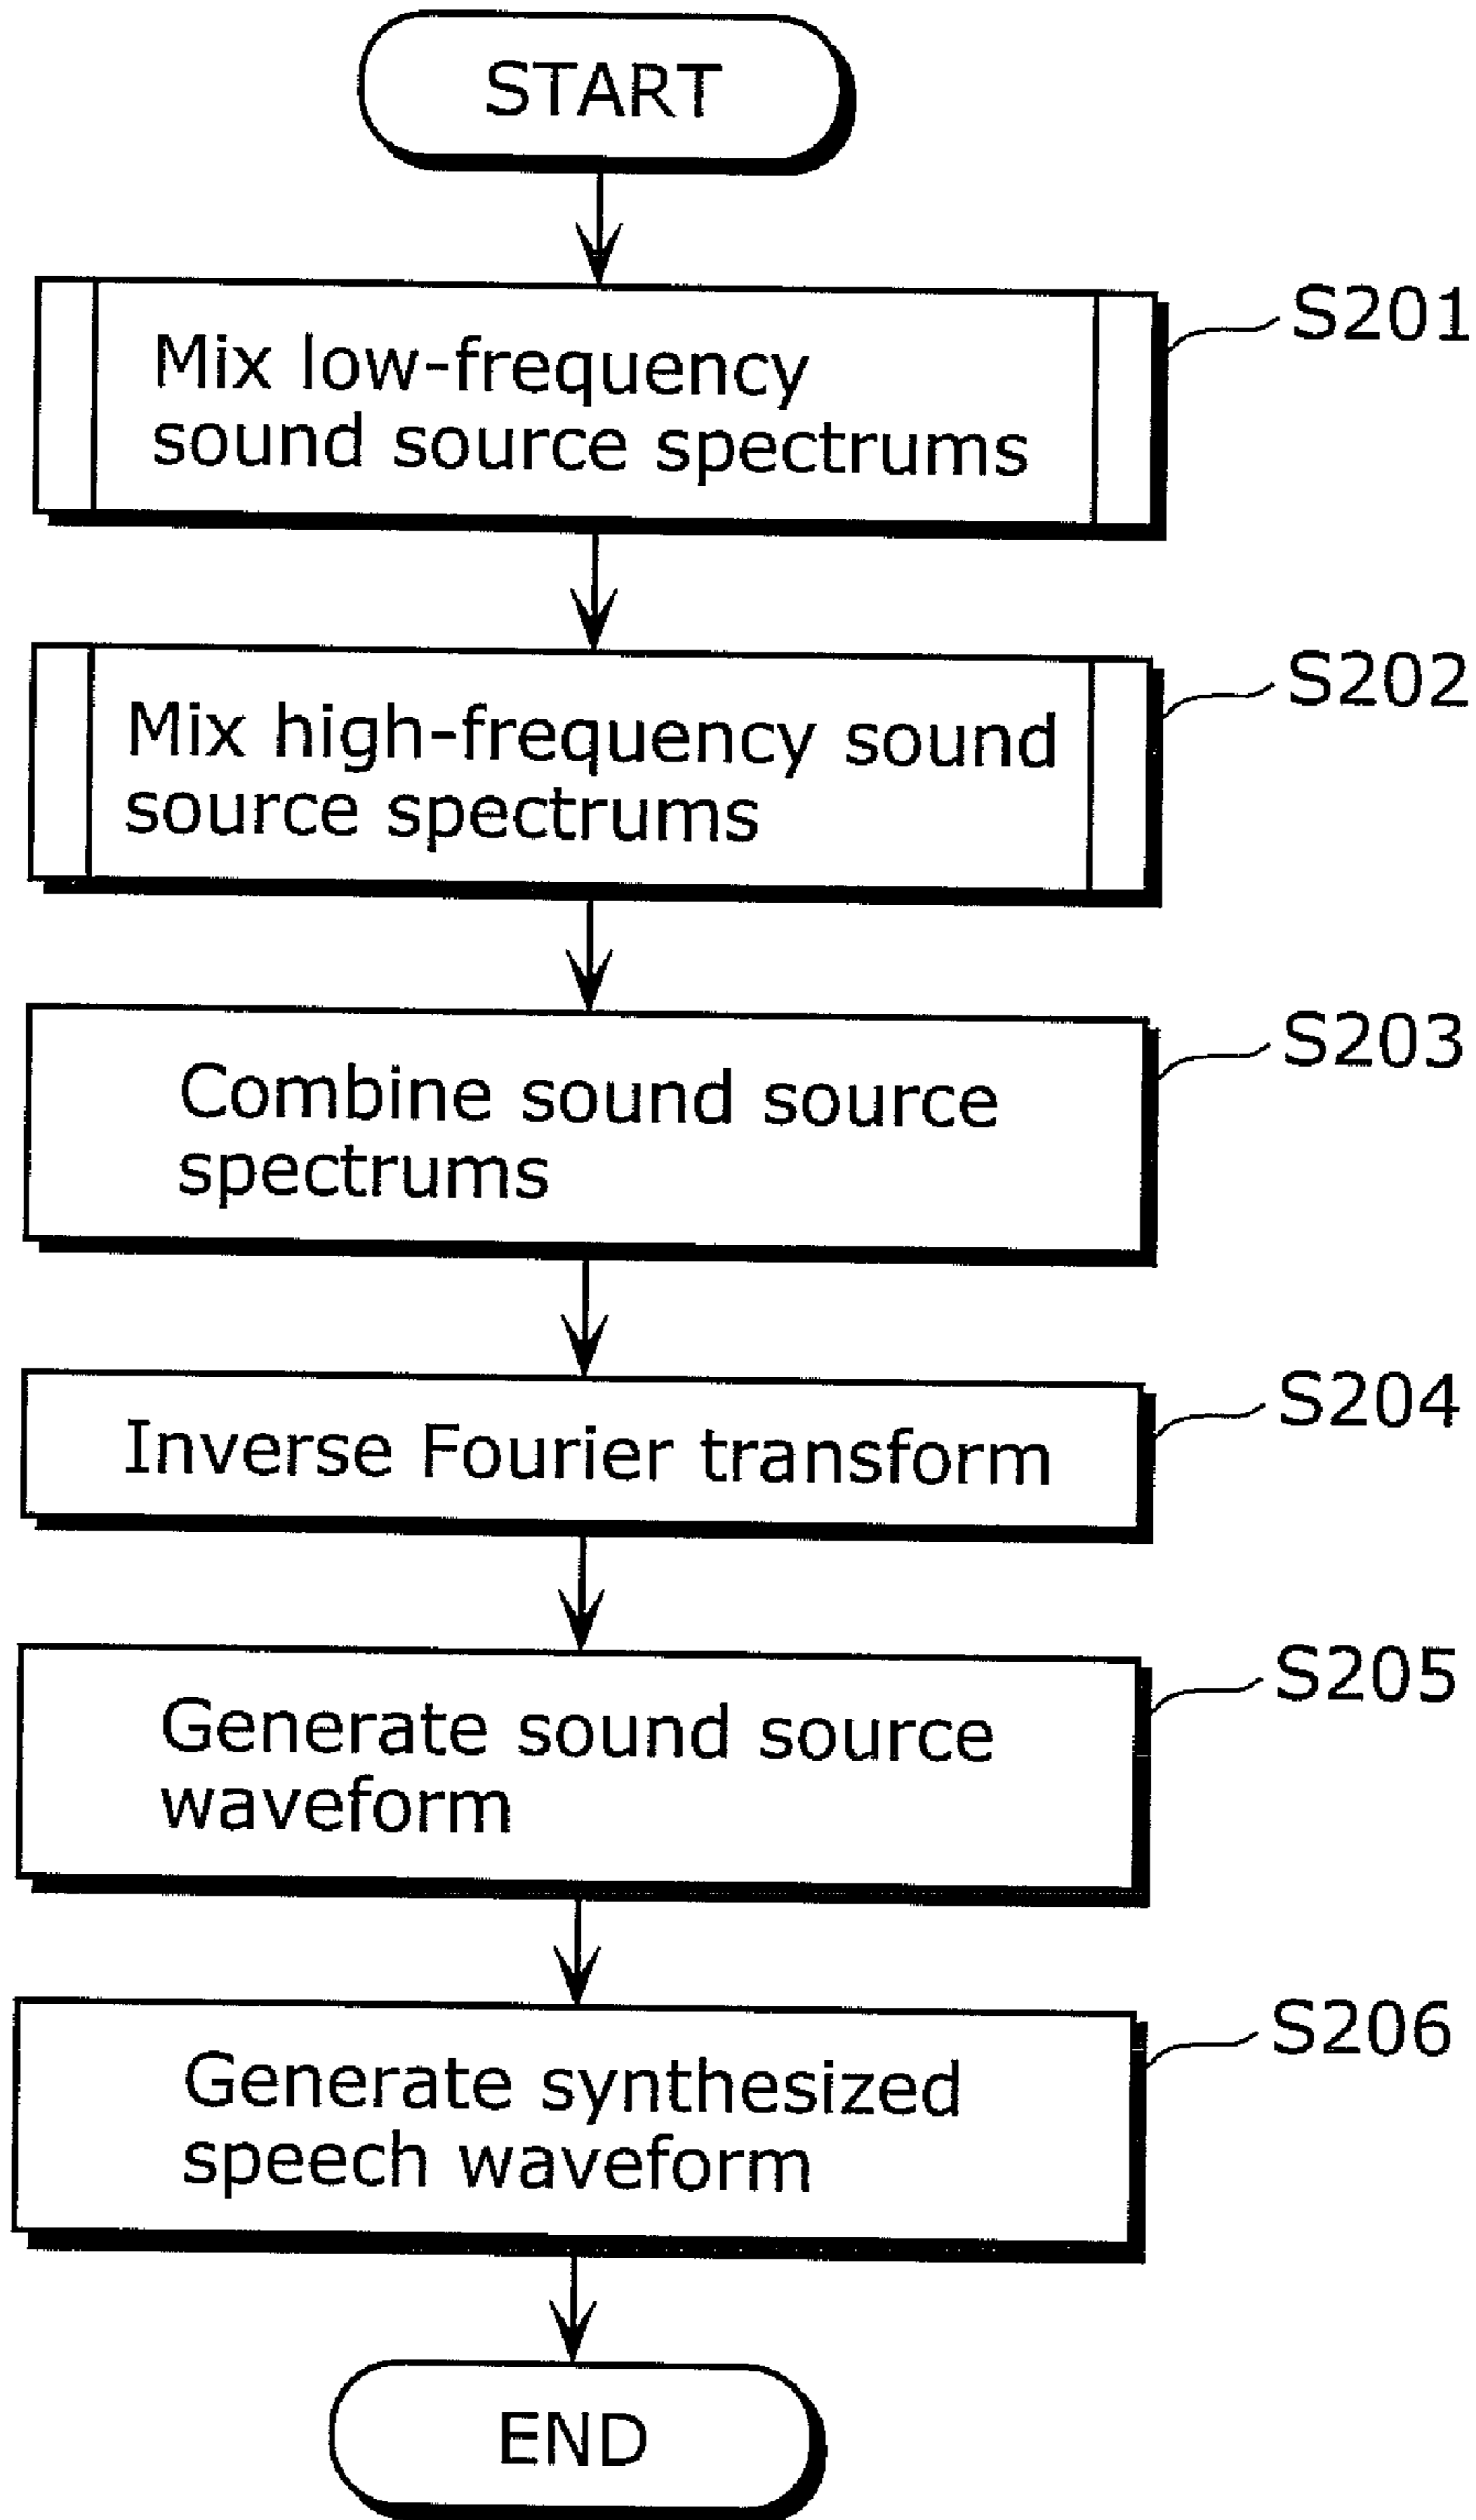 START
Mix low-frequency
sound source spectrums
S201
Mix high-frequency sound
source spectrums
S202
Combine sound source
spectrums
S203
Inverse Fourier transform
S204
Generate sound source
waveform
S205
Generate synthesized
speech waveform
S206
END